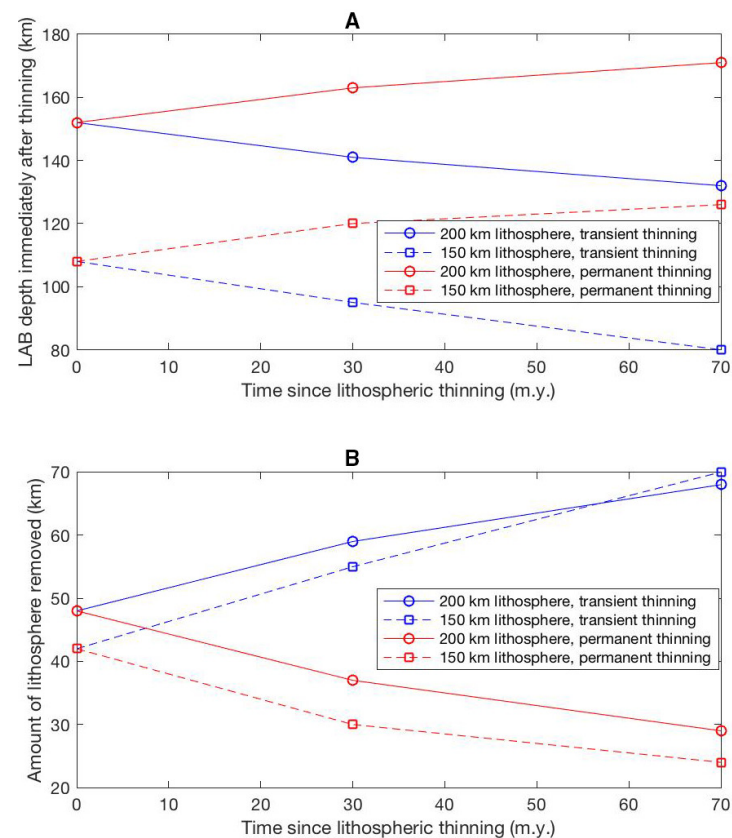 A
LAB depth immediately after thinning (km)
180
160
140
120
100
80
200 km lithosphere, transient thinning
150 km lithosphere, transient thinning
200 km lithosphere, permanent thinning
150 km lithosphere, permanent thinning
0 10 20 30 40 50 60 70
Time since lithospheric thinning (m.y.)
B
Amount of lithosphere removed (km)
70
60
50
40
30
20
200 km lithosphere, transient thinning
150 km lithosphere, transient thinning
200 km lithosphere, permanent thinning
150 km lithosphere, permanent thinning
0 10 20 30 40 50 60 70
Time since lithospheric thinning (m.y.)